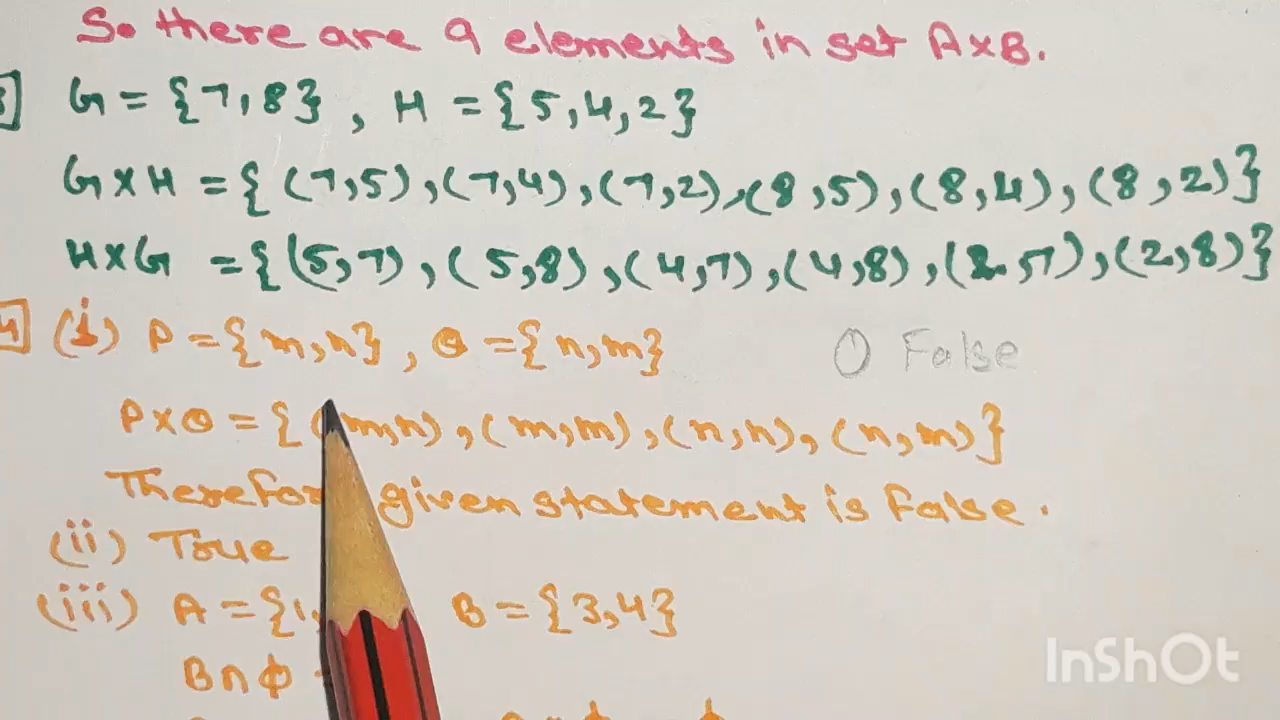 So there are 9 elements in set A×B.
G = {7,8}, H = {5,4,2}
G×H = {(7,5),(7,4),(7,2),(8,5),(8,4),(8,2)}
H×G = {(5,7),(5,8),(4,7),(4,8),(2,7),(2,8)}
(i) P = {m,n}, Q = {n,m}
① False
P×Q = {(m,n),(m,m),(n,n),(n,m)}
given statement is False.
(ii) True
(iii) A = {1, B = {3,4}
B∩ϕ
InShOt